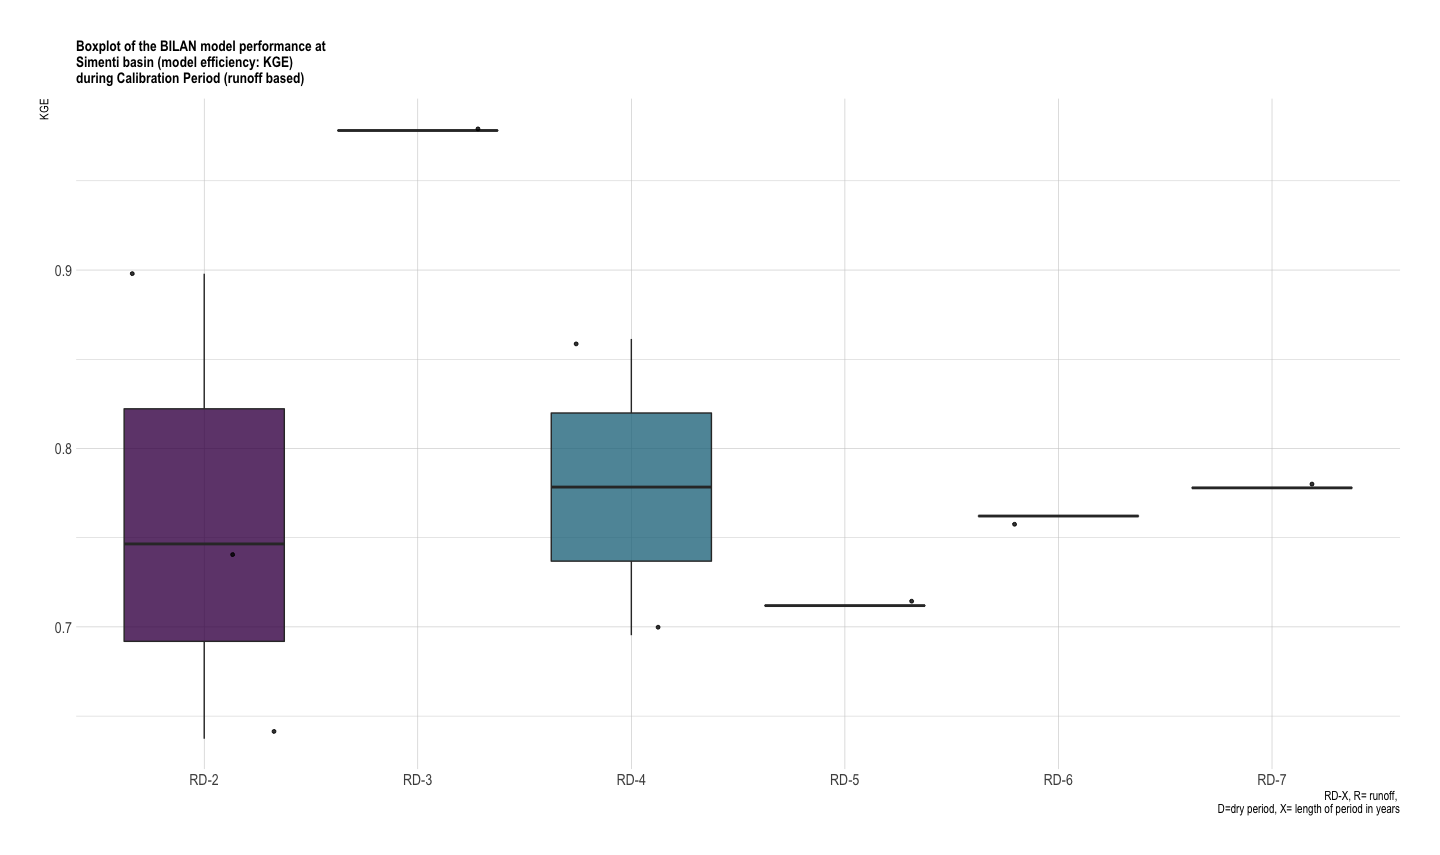 Boxplot of the BILAN model performance at
Simenti basin (model efficiency: KGE)
during Calibration Period (runoff based)
KGE
0.9
0.8
0.7
RD-2 RD-3 RD-4 RD-5 RD-6 RD-7
RD-X, R= runoff,
D=dry period, X= length of period in years